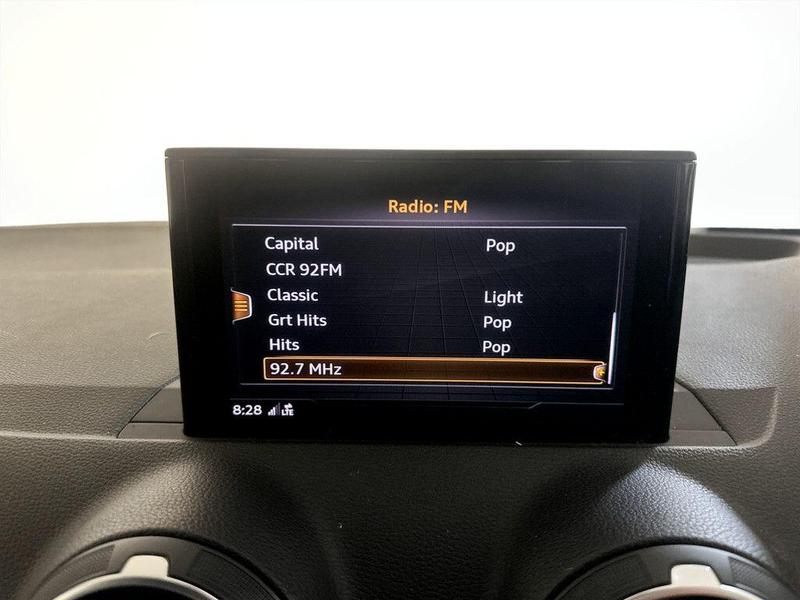 Radio: FM
Capital Pop
CCR 92FM
Classic Light
Grt Hits Pop
Hits Pop
92.7 MHz
8:28 LTE